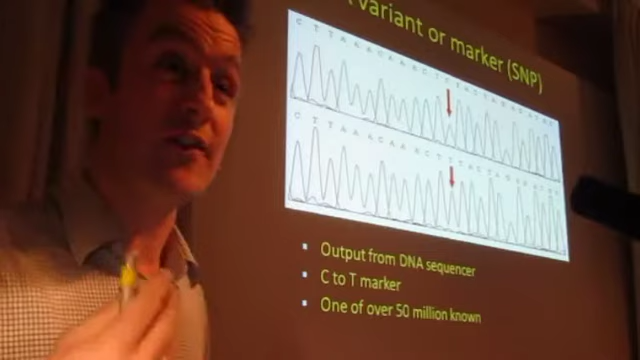 variant or marker (SNP)
C T T A A A C A A
C T T A A A C A A
Output from DNA sequencer
C to T marker
One of over 50 million known